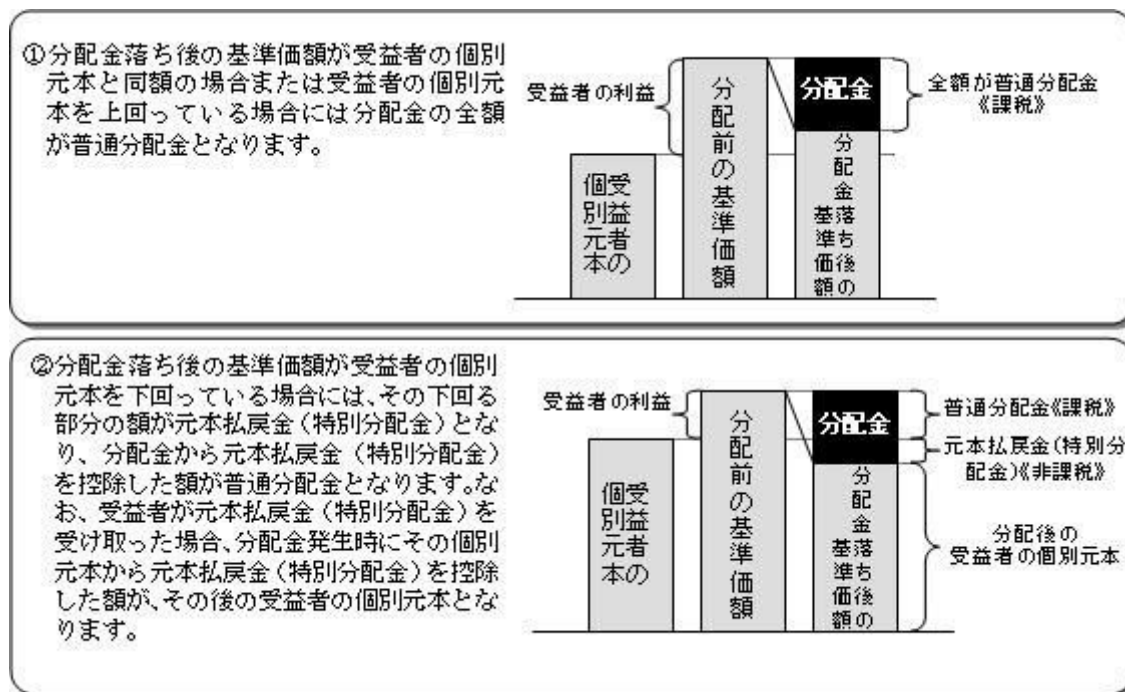 ①分配金落ち後の基準価額が受益者の個別
元本と同額の場合または受益者の個別元
本を上回っている場合には分配金の全額
が普通分配金となります。
受益者の利益
受益者の
個別元本
分配前の基準価額
分配金
分配金落ち後の
基準価額
全額が普通分配金
《課税》
②分配金落ち後の基準価額が受益者の個別
元本を下回っている場合には、その下回る
部分の額が元本払戻金(特別分配金)とな
り、分配金から元本払戻金(特別分配金)
を控除した額が普通分配金となります。な
お、受益者が元本払戻金(特別分配金)を
受け取った場合、分配金発生時にその個別
元本から元本払戻金(特別分配金)を控除
した額が、その後の受益者の個別元本とな
ります。
受益者の利益
受益者の
個別元本
分配前の基準価額
分配金
分配金落ち後の
基準価額
普通分配金《課税》
元本払戻金(特別分
配金)《非課税》
分配後の
受益者の個別元本